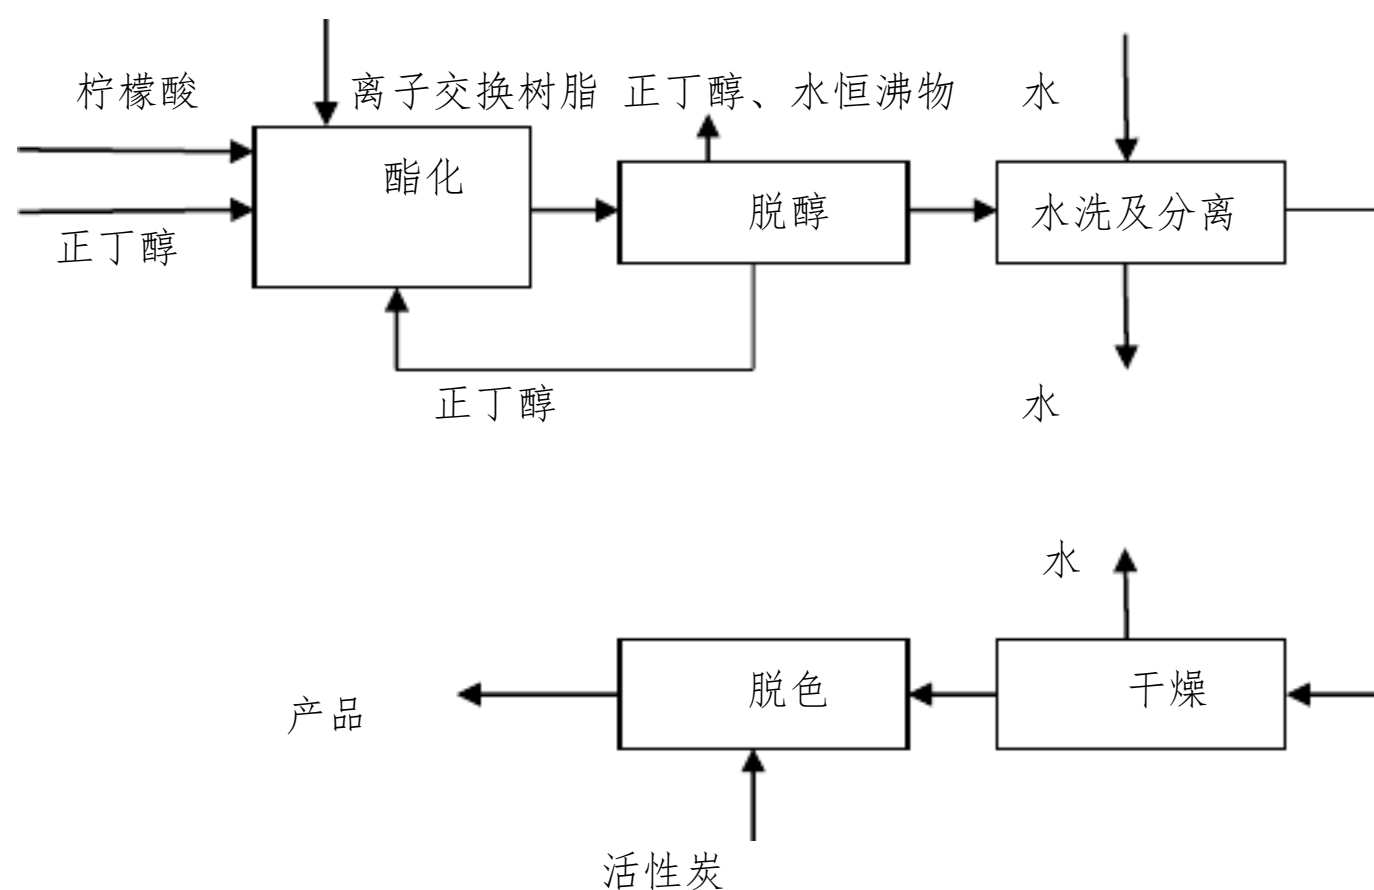 柠檬酸
离子交换树脂
正丁醇、水恒沸物
水
酯化
脱醇
水洗及分离
正丁醇
正丁醇
水
水
产品
脱色
干燥
活性炭